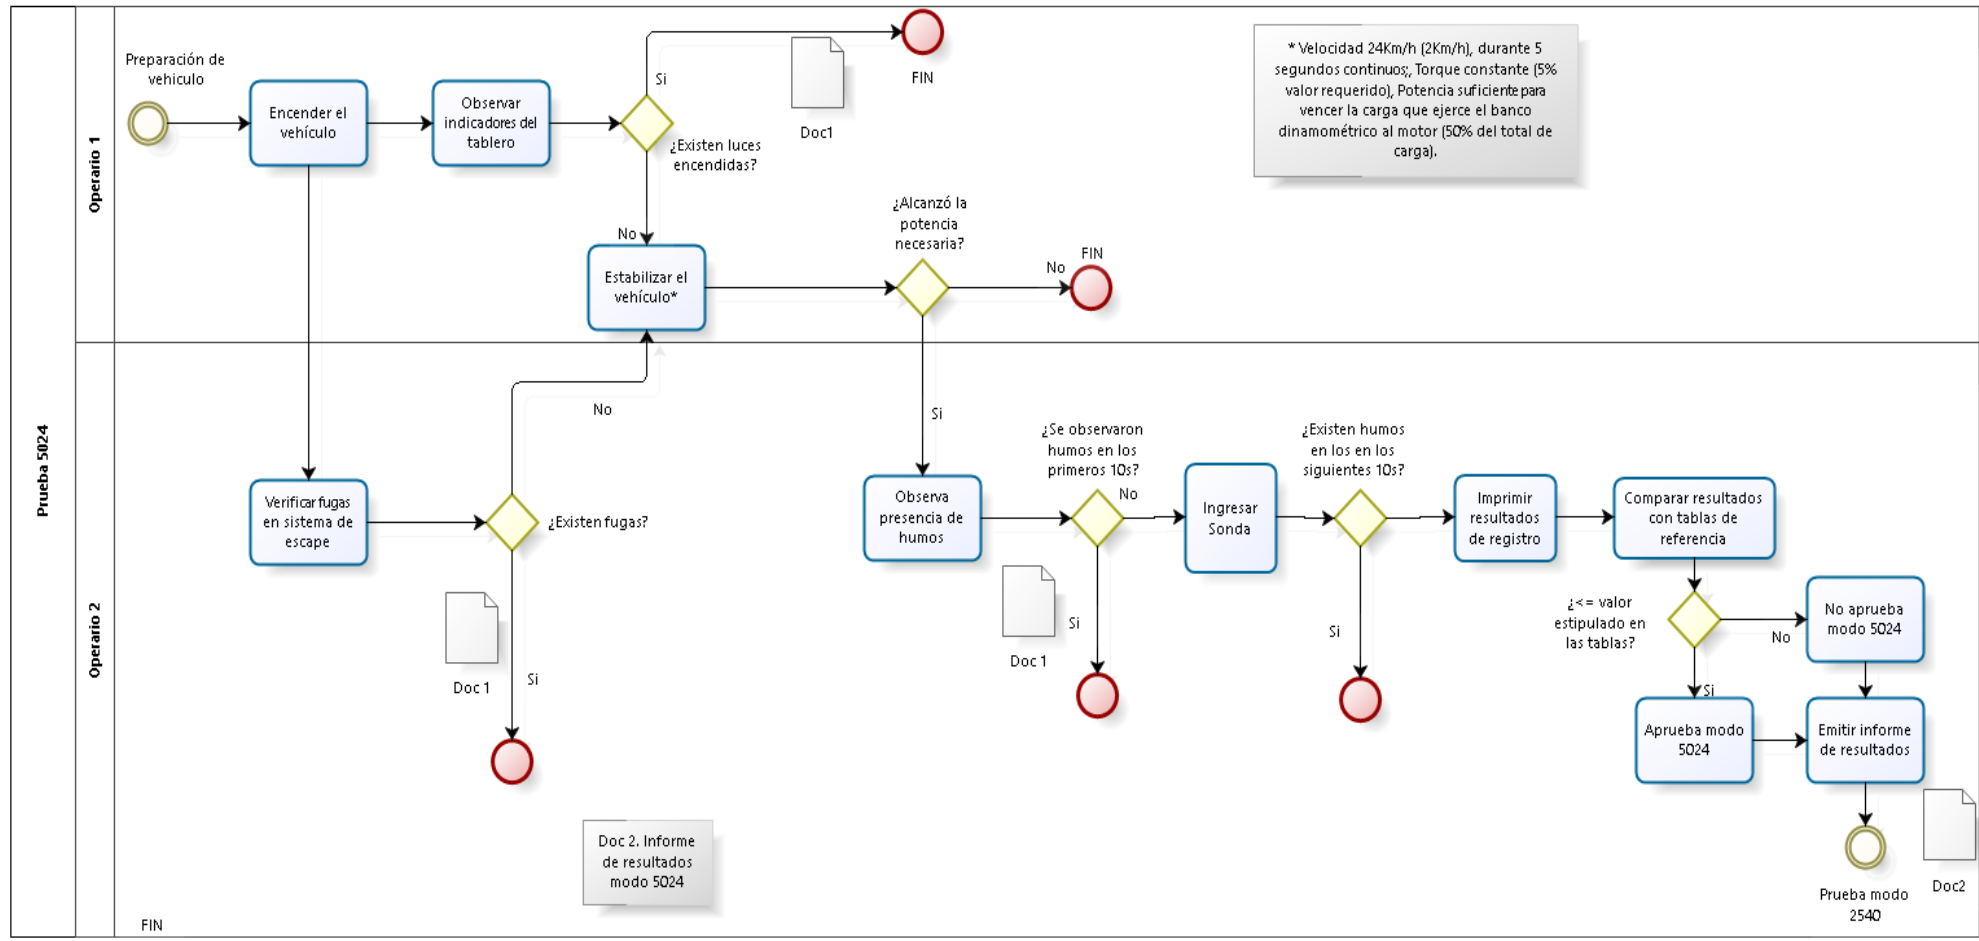 Prueba 5024
Operario 1
Operario 2
Preparación de
vehiculo
Encender el
vehículo
Observar
indicadores del
tablero
Si
¿Existen luces
encendidas?
No
FIN
Doc1
* Velocidad 24Km/h (2Km/h), durante 5
segundos continuos;, Torque constante (5%
valor requerido), Potencia suficiente para
vencer la carga que ejerce el banco
dinamométrico al motor (50% del total de
carga).
Estabilizar el
vehículo*
¿Alcanzó la
potencia
necesaria?
No
FIN
Si
Verificar fugas
en sistema de
escape
¿Existen fugas?
No
Si
Doc 1
Observa
presencia de
humos
¿Se observaron
humos en los
primeros 10s?
No
Si
Doc 1
Ingresar
Sonda
¿Existen humos
en los en los
siguientes 10s?
Si
Imprimir
resultados
de registro
Comparar resultados
con tablas de
referencia
¿<= valor
estipulado en
las tablas?
No
Si
No aprueba
modo 5024
Aprueba modo
5024
Emitir informe
de resultados
Prueba modo
2540
Doc2
Doc 2. Informe
de resultados
modo 5024
FIN